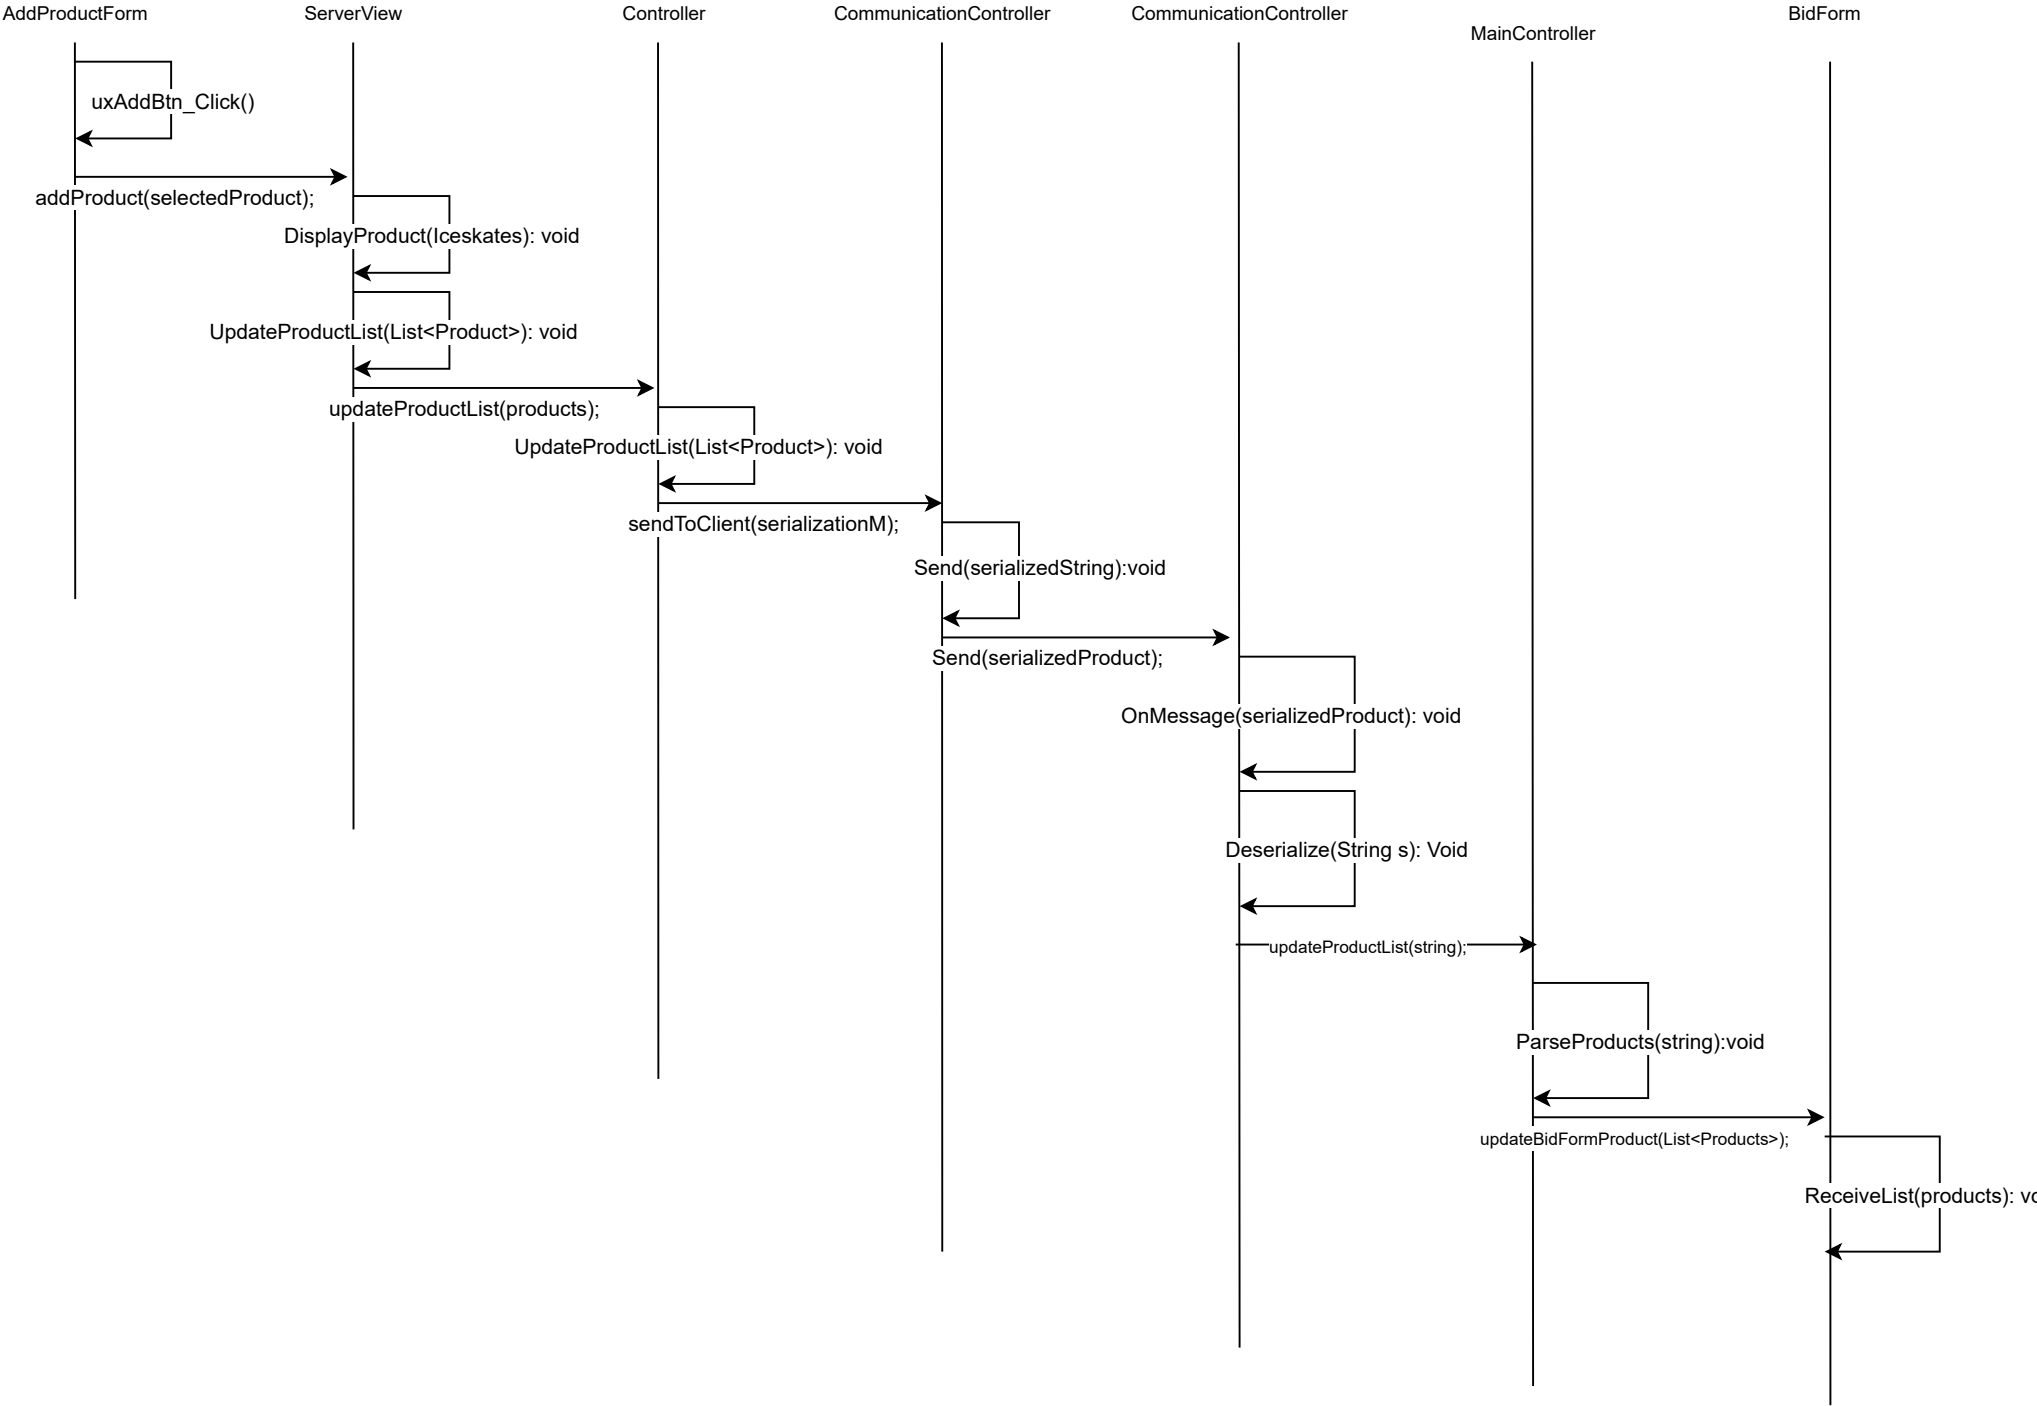 AddProductForm
ServerView
Controller
CommunicationController
CommunicationController
MainController
BidForm
uxAddBtn_Click()
addProduct(selectedProduct);
DisplayProduct(Iceskates): void
UpdateProductList(List<Product>): void
updateProductList(products);
UpdateProductList(List<Product>): void
sendToClient(serializationM);
Send(serializedString):void
Send(serializedProduct);
OnMessage(serializedProduct): void
Deserialize(String s): Void
updateProductList(string);
ParseProducts(string):void
updateBidFormProduct(List<Products>);
ReceiveList(products):